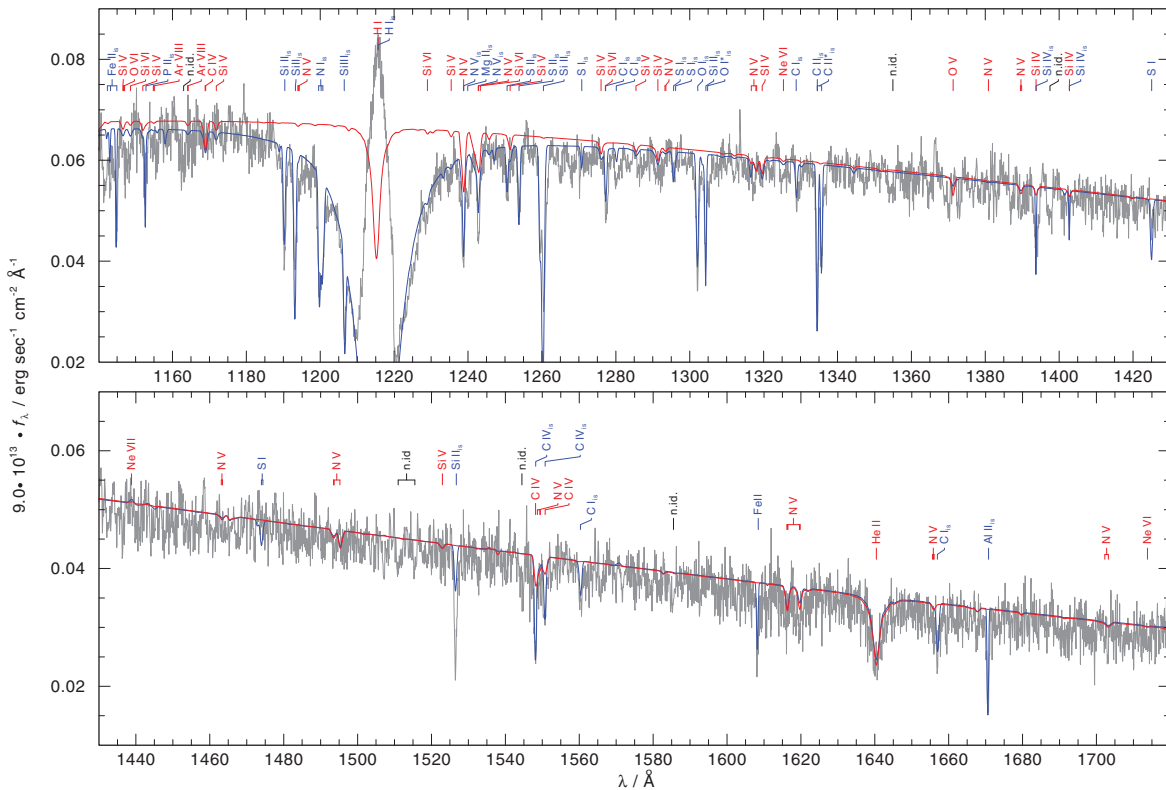 0.08
0.06
0.04
0.02
Fe II is
Si V
O VI
Si VI
Si V
P II is
Ar VIII
n.id.
Ar VIII
C IV
Si V
Si II is
Si II is
N V
N I is
Si III is
H I
H I is
Si VI
Si V
N V
N V is
Mg II is
N V is
N V
Si VI
S II is
Si V
S II is
Si II is
S I is
Si V
Si VI
C I is
C I is
Si V
Si V
N V
S I is
S I is
O I is
Si II is
O I* is
N V
Si IV
Ne VI
C I is
C II is
C II* is
n.id.
O V
N V
N V
Si IV
Si IV is
n.id.
Si IV
Si IV is
S I
1160 1180 1200 1220 1240 1260 1280 1300 1320 1340 1360 1380 1400 1420
9.0• 10¹³ • fλ / erg sec⁻¹ cm⁻² Å⁻¹
0.06
0.04
0.02
Ne VII
N V
S I
N V
n.id
Si V
Si II is
n.id.
C IV is
C IV is
C IV
N V
C IV
C I is
n.id.
Fe II
N V
He II
N V
C I is
Al II is
N V
Ne VI
1440 1460 1480 1500 1520 1540 1560 1580 1600 1620 1640 1660 1680 1700
λ / Å